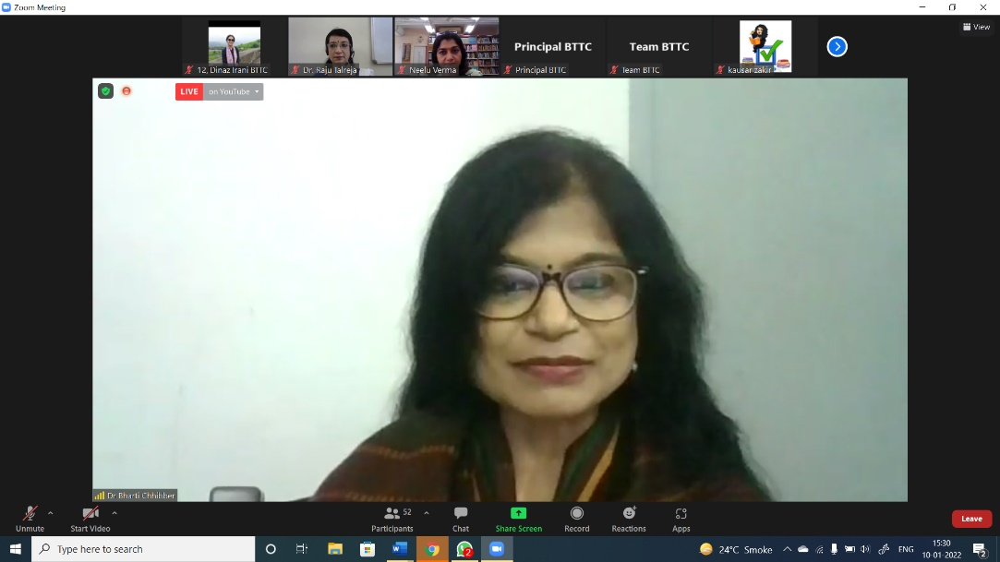 Zoom Meeting
View
Principal BTTC
Team BTTC
12, Dinaz Irani BTTC
Dr. Raju Talreja
Neelu Verma
Principal BTTC
Team BTTC
kausar zakir
LIVE on YouTube
Dr Bharti Chhibber
52
Unmute
Start Video
Participants
Chat
Share Screen
Record
Reactions
Apps
Leave
Type here to search
2
24°C Smoke
ENG
15:30
10-01-2022
2